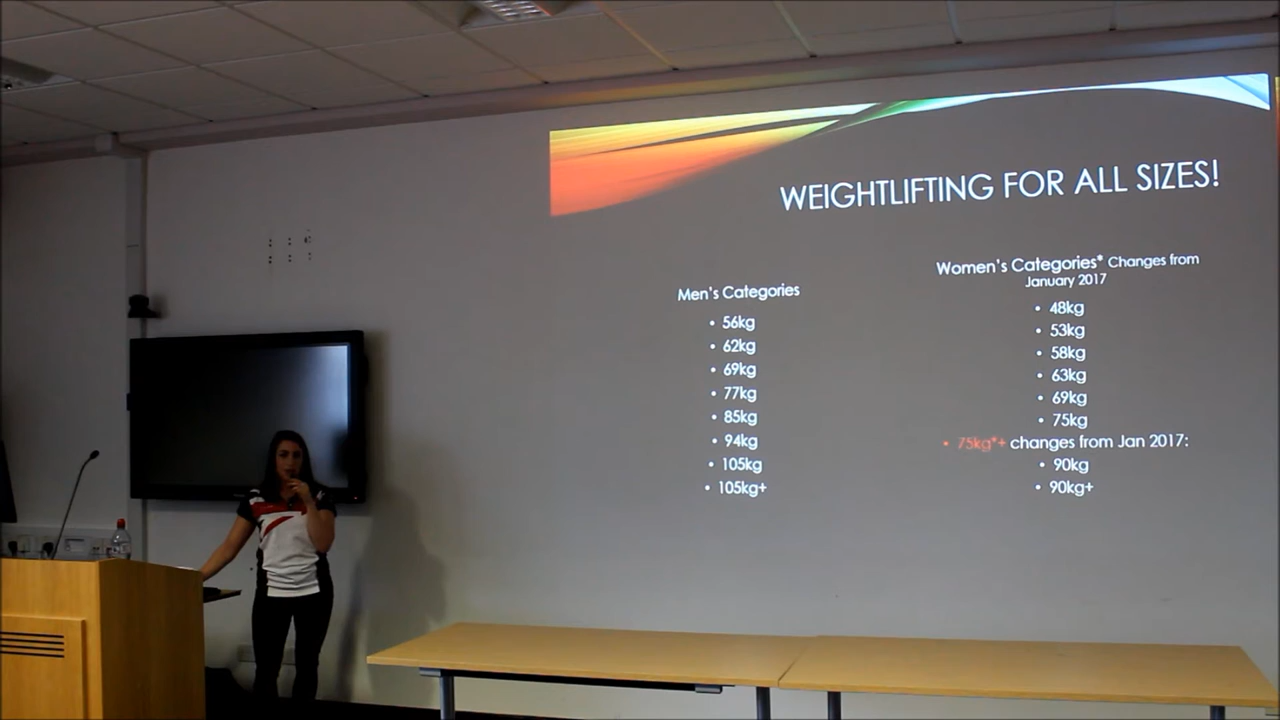 WEIGHTLIFTING FOR ALL SIZES!
Men's Categories
• 56kg
• 62kg
• 69kg
• 77kg
• 85kg
• 94kg
• 105kg
• 105kg+
Women's Categories* Changes from
January 2017
• 48kg
• 53kg
• 58kg
• 63kg
• 69kg
• 75kg
• 75kg*+ changes from Jan 2017:
• 90kg
• 90kg+